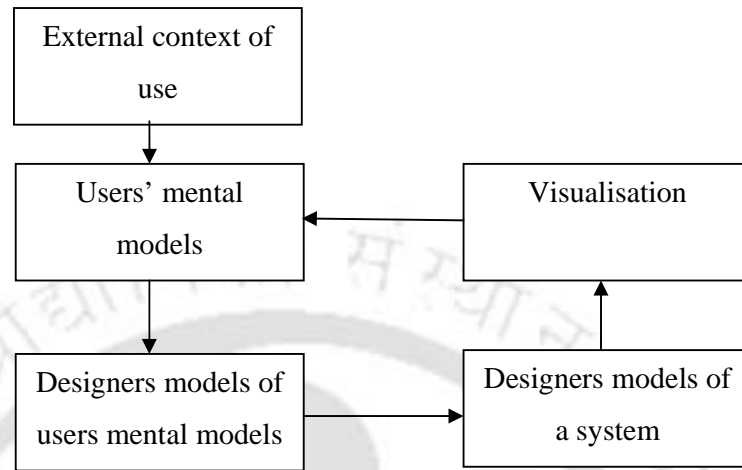 External context of
use
Users’ mental
models
Visualisation
Designers models of
users mental models
Designers models of
a system